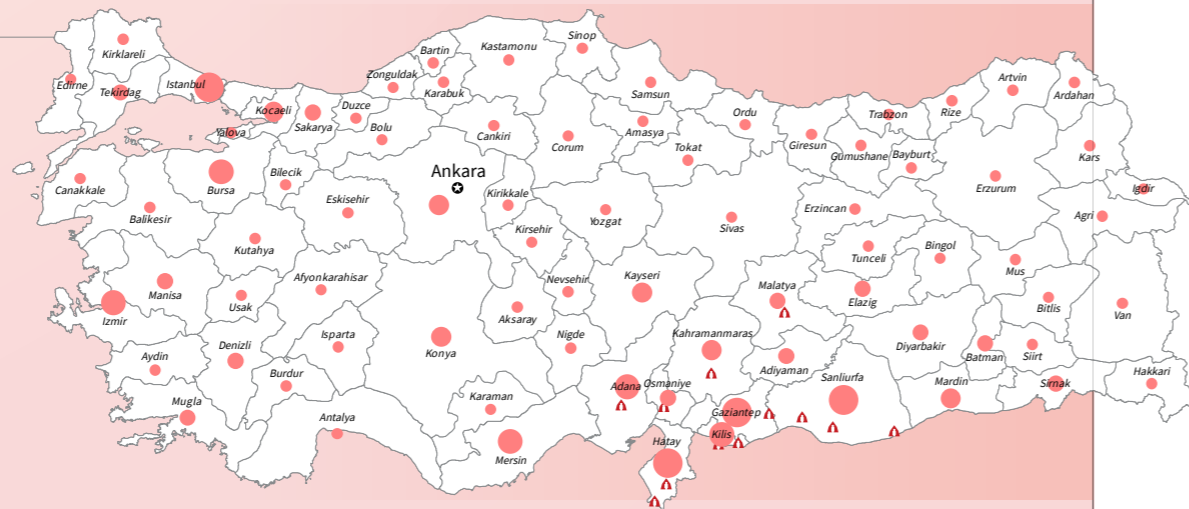 Kirklareli
Edirne
Tekirdag
Istanbul
Kocaeli
Yalova
Sakarya
Duzce
Zonguldak
Bartin
Karabuk
Kastamonu
Sinop
Bolu
Cankiri
Corum
Samsun
Amasya
Tokat
Ordu
Giresun
Trabzon
Gumushane
Bayburt
Rize
Artvin
Ardahan
Kars
Igdir
Agri
Erzurum
Erzincan
Canakkale
Balikesir
Bursa
Bilecik
Eskisehir
Ankara
Kirikkale
Kirsehir
Yozgat
Sivas
Kutahya
Manisa
Izmir
Usak
Afyonkarahisar
Nevsehir
Aksaray
Kayseri
Malatya
Elazig
Tunceli
Bingol
Mus
Bitlis
Van
Aydin
Denizli
Isparta
Burdur
Konya
Nigde
Kahramanmaras
Adiyaman
Diyarbakir
Batman
Siirt
Sirnak
Hakkari
Mardin
Sanliurfa
Mugla
Antalya
Karaman
Mersin
Adana
Osmaniye
Gaziantep
Kilis
Hatay